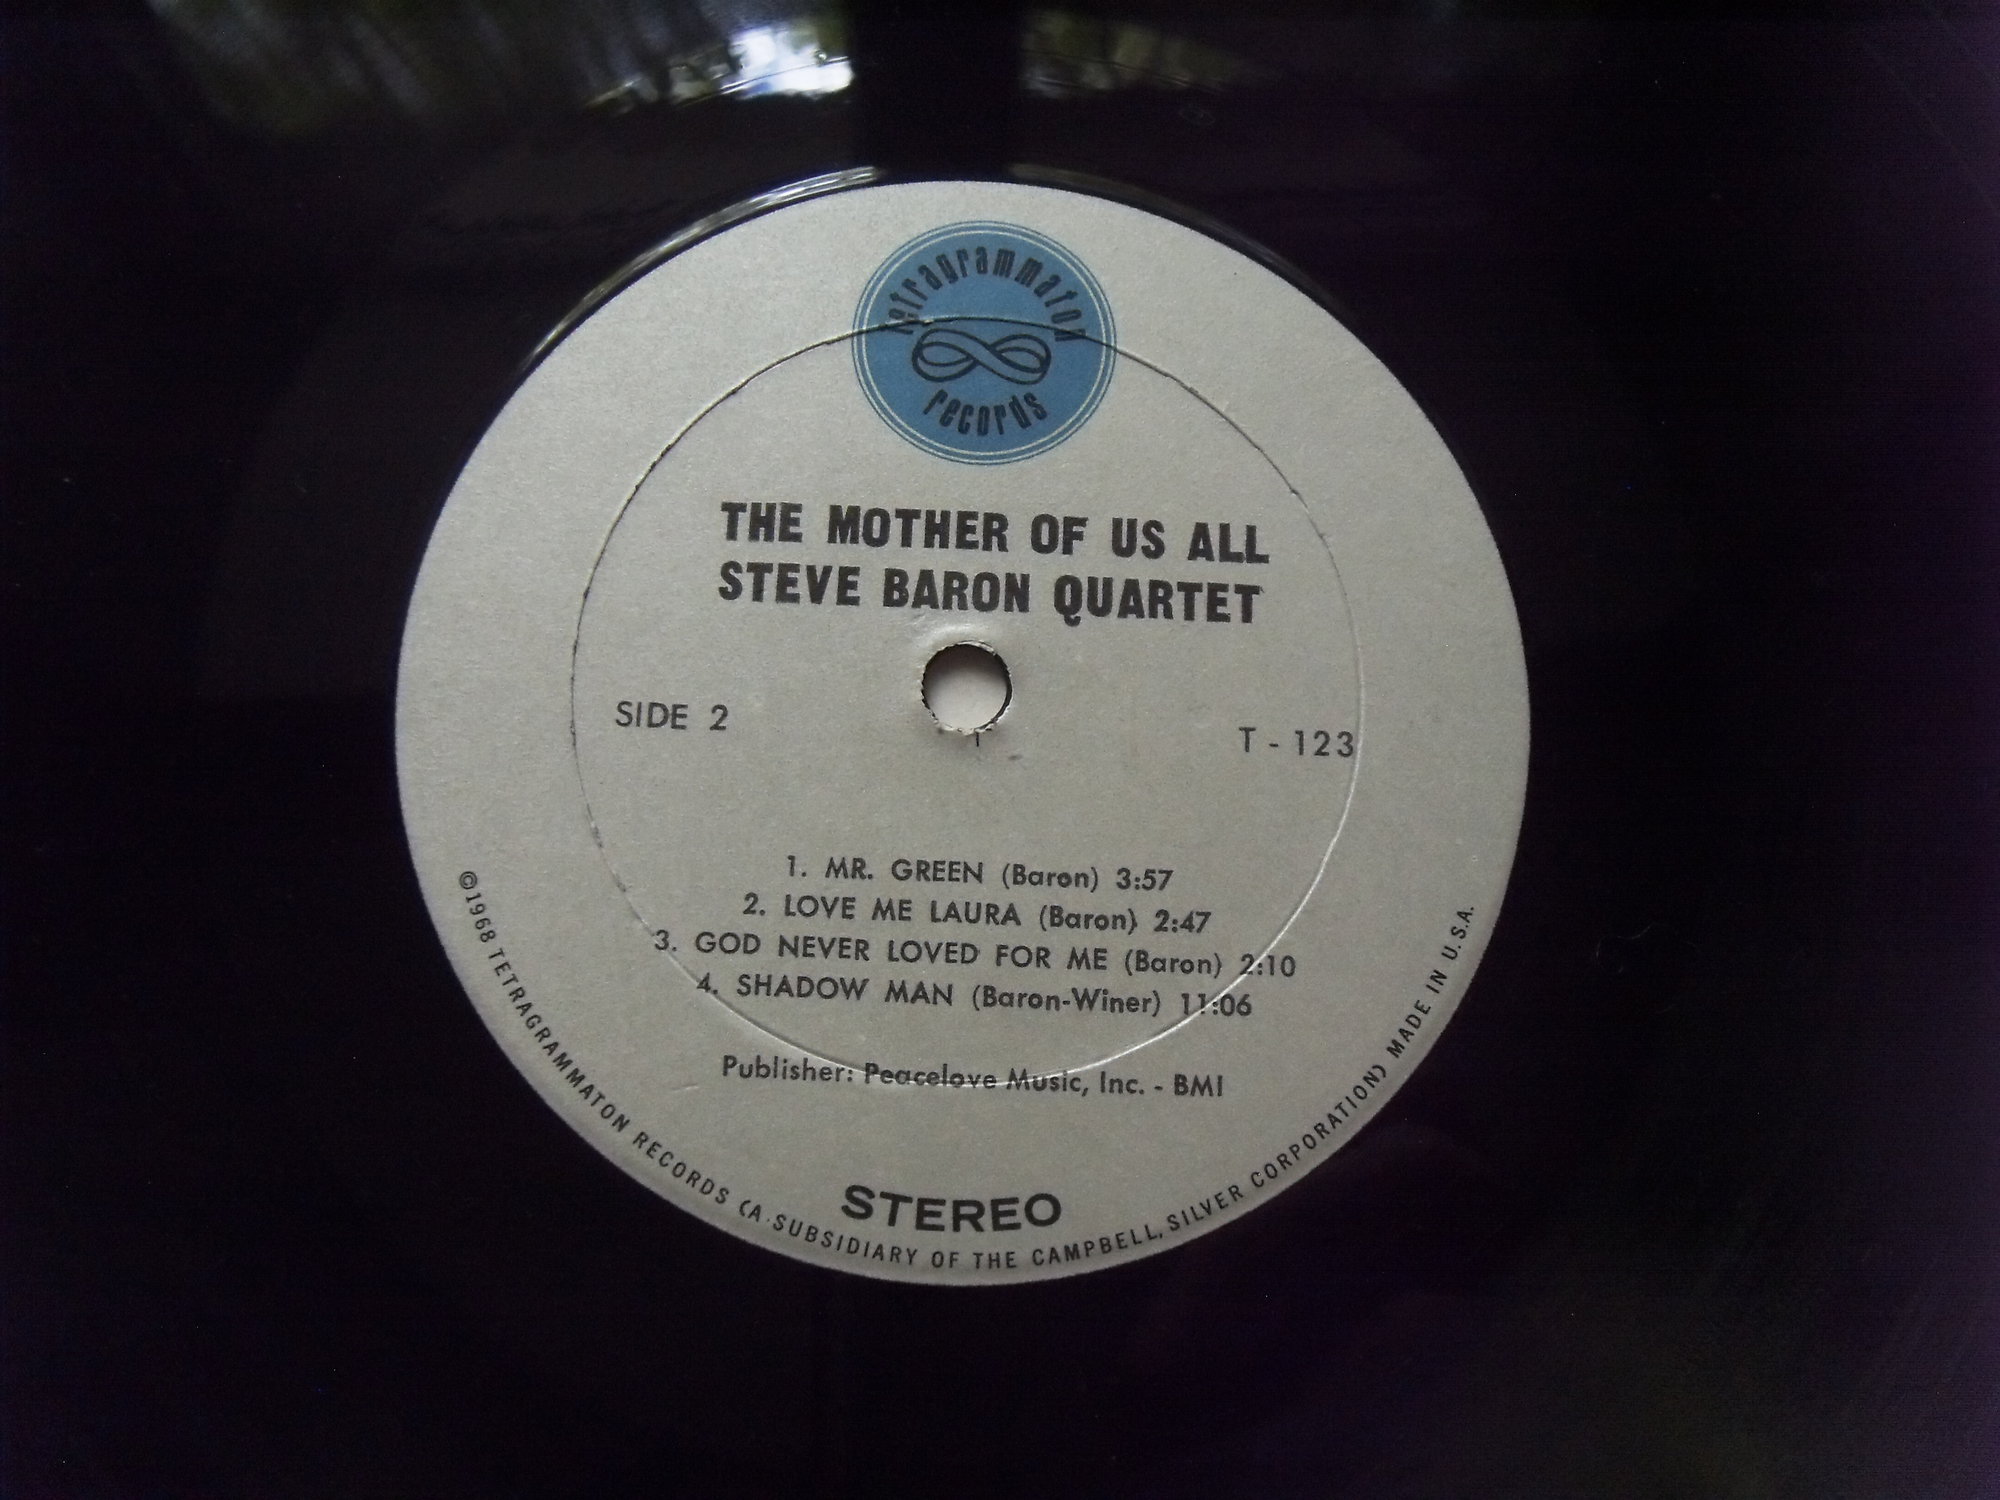 tetragrammaton
records
THE MOTHER OF US ALL
STEVE BARON QUARTET
SIDE 2
T - 123
1. MR. GREEN (Baron) 3:57
2. LOVE ME LAURA (Baron) 2:47
3. GOD NEVER LOVED FOR ME (Baron) 2:10
4. SHADOW MAN (Baron-Winer) 11:06
Publisher: Peacelove Music, Inc. - BMI
STEREO
©1968 TETRAGRAMMATON RECORDS (A SUBSIDIARY OF THE CAMPBELL, SILVER CORPORATION) MADE IN U.S.A.